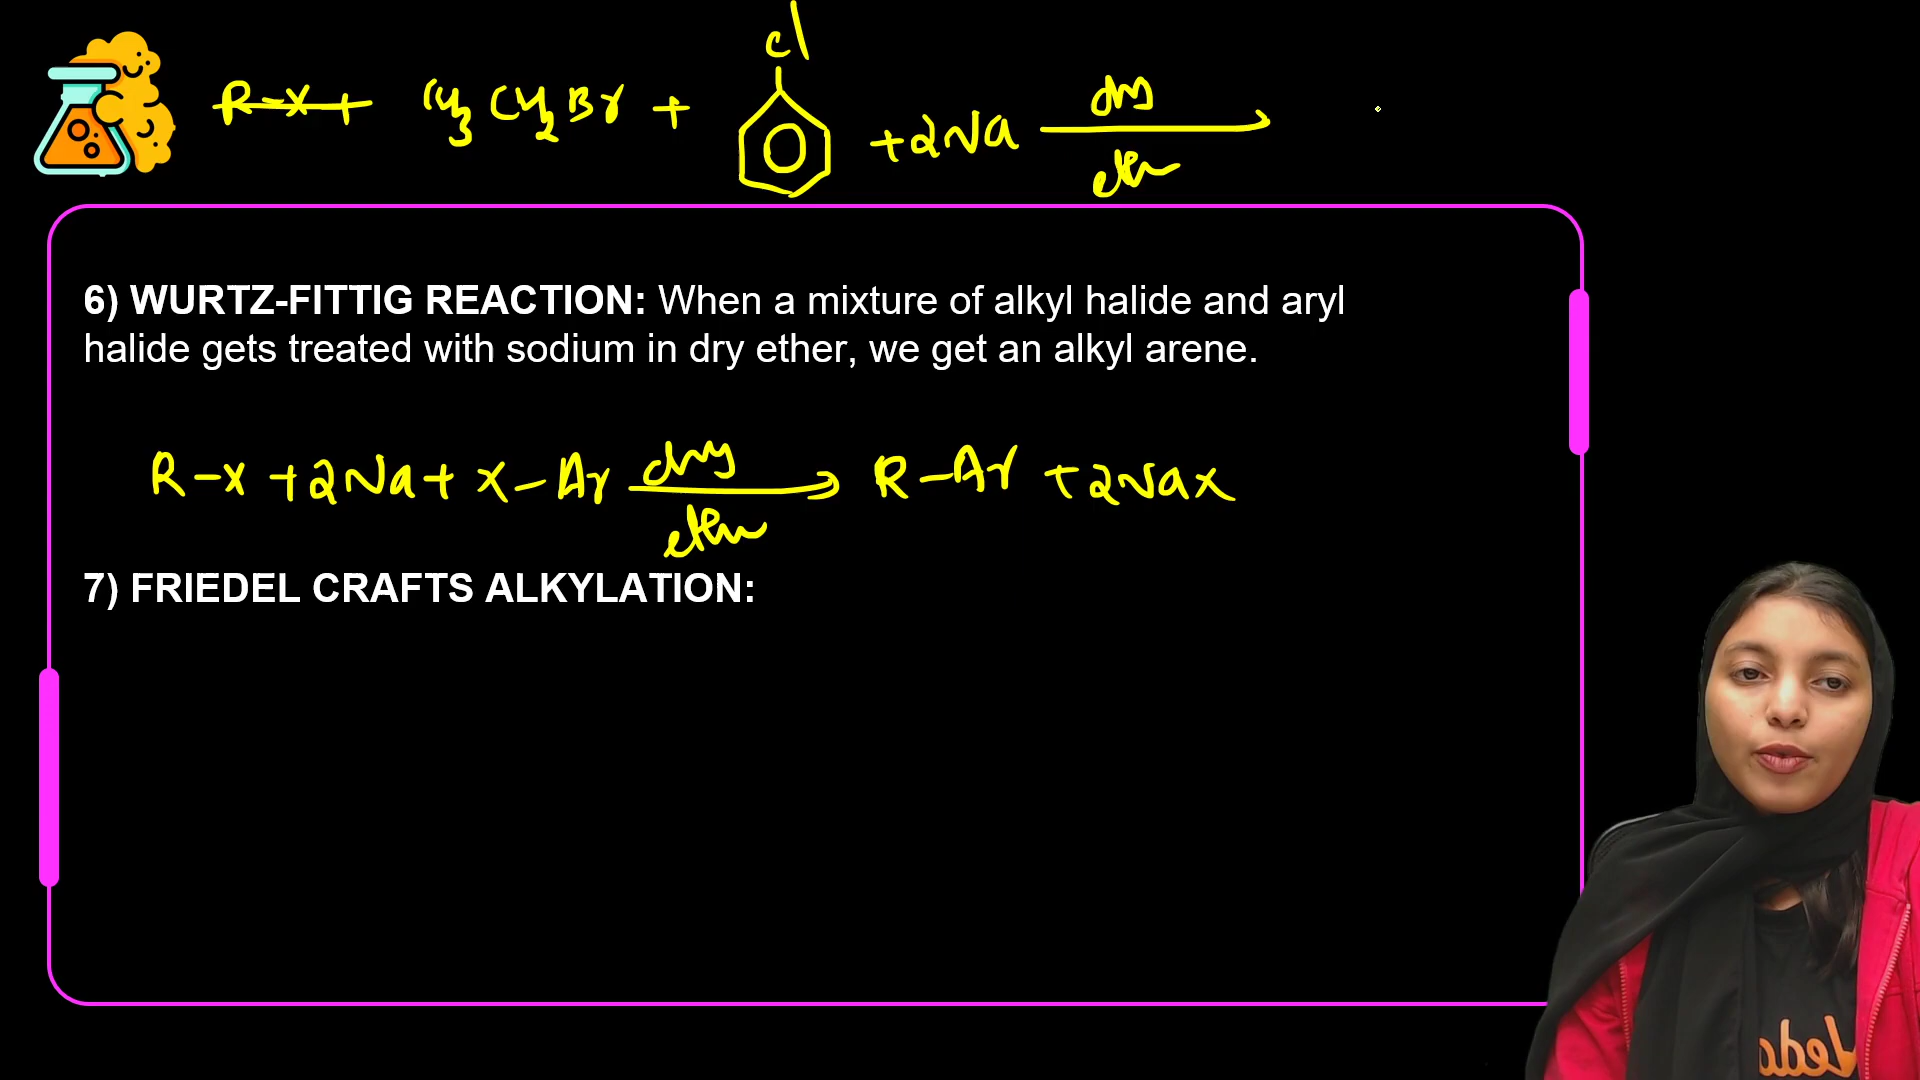 R-X + CH3CH2Br + Cl +2Na dry ether
6) WURTZ-FITTIG REACTION: When a mixture of alkyl halide and aryl
halide gets treated with sodium in dry ether, we get an alkyl arene.
R-X +2Na+ X-Ar dry ether → R-Ar +2NaX
7) FRIEDEL CRAFTS ALKYLATION: